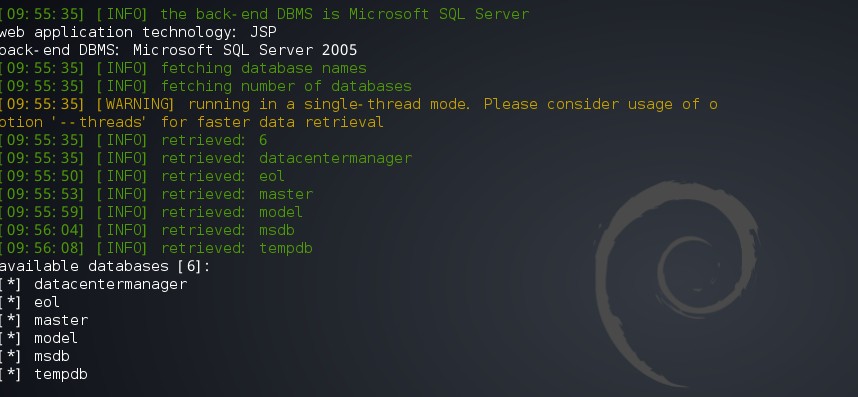 [09:55:35] [INFO] the back-end DBMS is Microsoft SQL Server
web application technology: JSP
back-end DBMS: Microsoft SQL Server 2005
[09:55:35] [INFO] fetching database names
[09:55:35] [INFO] fetching number of databases
[09:55:35] [WARNING] running in a single-thread mode. Please consider usage of o
ption '--threads' for faster data retrieval
[09:55:35] [INFO] retrieved: 6
[09:55:35] [INFO] retrieved: datacentermanager
[09:55:50] [INFO] retrieved: eol
[09:55:53] [INFO] retrieved: master
[09:55:59] [INFO] retrieved: model
[09:56:04] [INFO] retrieved: msdb
[09:56:08] [INFO] retrieved: tempdb
available databases [6]:
[*] datacentermanager
[*] eol
[*] master
[*] model
[*] msdb
[*] tempdb